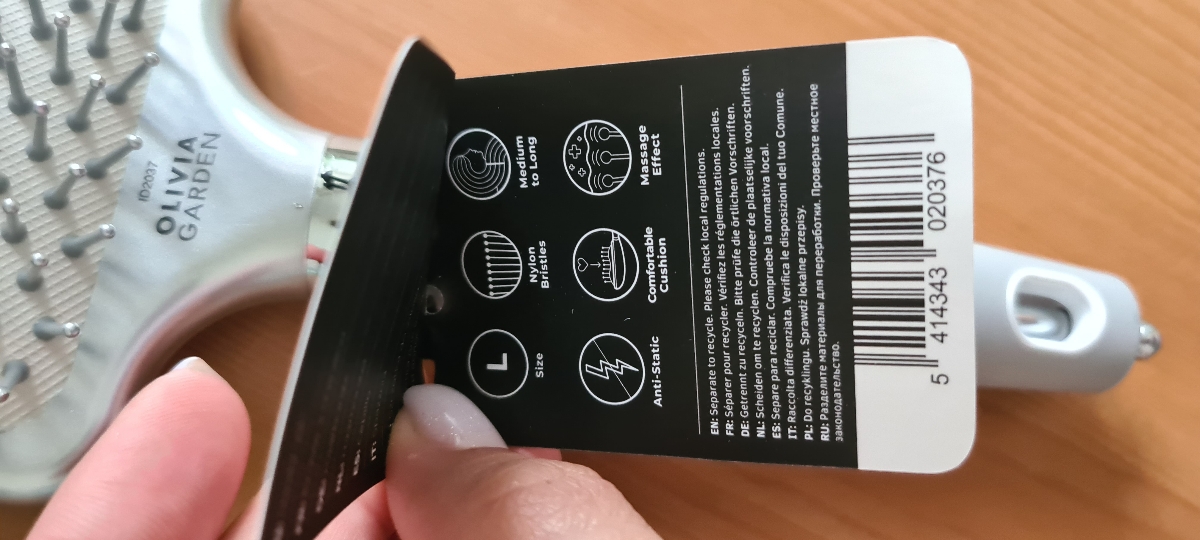 ID2037
OLIVIA
GARDEN
L
Size
Nylon
Bristles
Medium
to Long
Anti-Static
Comfortable
Cushion
Massage
Effect
EN: Separate to recycle. Please check local regulations.
FR: Séparer pour recycler. Vérifiez les réglementations locales.
DE: Getrennt zu recyceln. Bitte prüfe die örtlichen Vorschriften.
NL: Scheiden om te recyclen. Controleer de plaatselijke voorschriften.
ES: Separe para reciclar. Compruebe la normativa local.
IT: Raccolta differenziata. Verifica le disposizioni del tuo Comune.
PL: Do recyklingu. Sprawdź lokalne przepisy.
RU: Разделите материалы для переработки. Проверьте местное
законодательство.
5 414343 020376
IT: